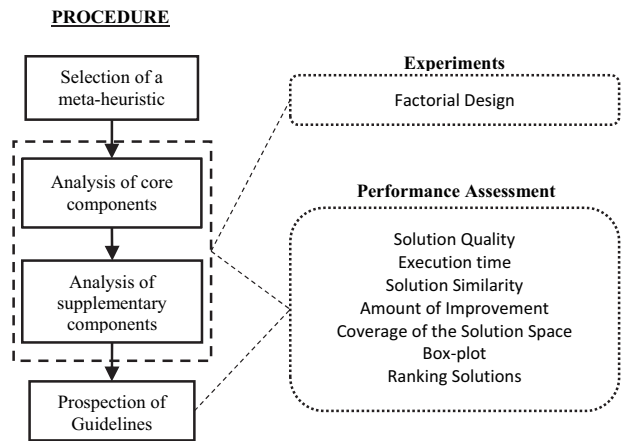 PROCEDURE
Selection of a
meta-heuristic
Analysis of core
components
Analysis of
supplementary
components
Prospection of
Guidelines
Experiments
Factorial Design
Performance Assessment
Solution Quality
Execution time
Solution Similarity
Amount of Improvement
Coverage of the Solution Space
Box-plot
Ranking Solutions